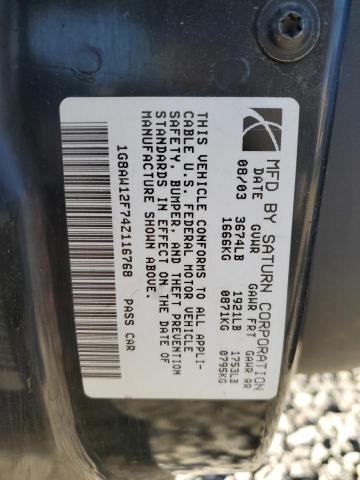 MFD BY SATURN CORPORATION
DATE GVWR GAWR FRT GAWR RR
08/03 3674LB 1921LB 1753LB
1666KG 0871KG 0795KG
THIS VEHICLE CONFORMS TO ALL APPLI-
CABLE U.S. FEDERAL MOTOR VEHICLE
SAFETY, BUMPER, AND THEFT PREVENTION
STANDARDS IN EFFECT ON THE DATE OF
MANUFACTURE SHOWN ABOVE.
1G8AW12F74Z116768 PASS CAR